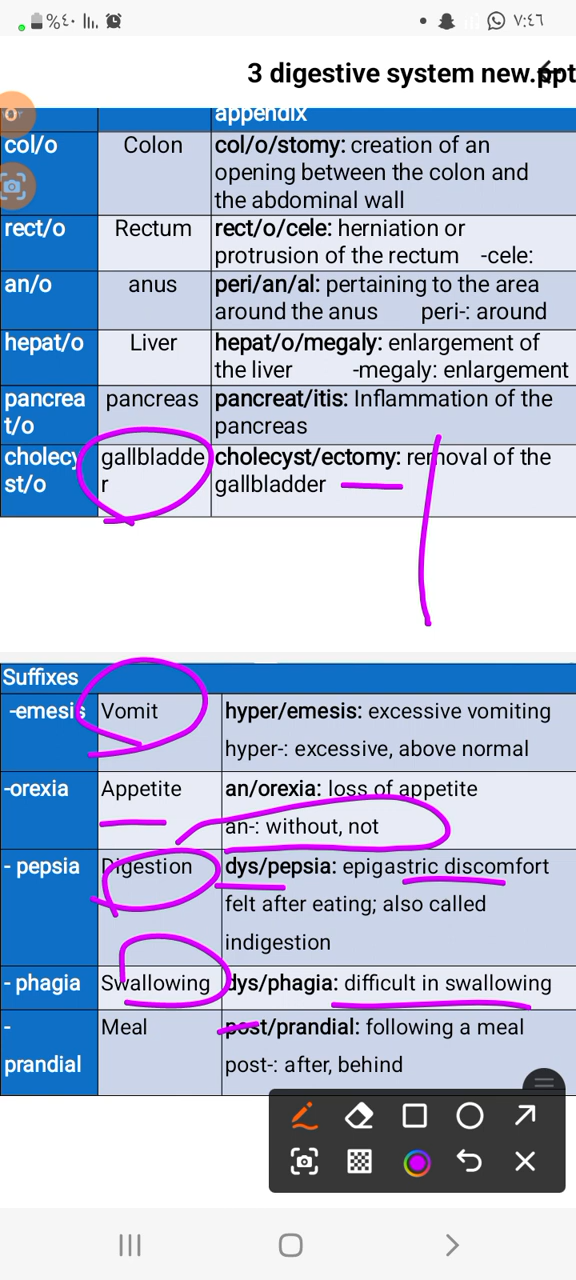 %٤٠
٧:٤٦
3 digestive system new.ppt
o appendix
col/o Colon col/o/stomy: creation of an
opening between the colon and
the abdominal wall
rect/o Rectum rect/o/cele: herniation or
protrusion of the rectum -cele:
an/o anus peri/an/al: pertaining to the area
around the anus peri-: around
hepat/o Liver hepat/o/megaly: enlargement of
the liver -megaly: enlargement
pancrea pancreas pancreat/itis: Inflammation of the
t/o pancreas
cholecy gallbladde cholecyst/ectomy: removal of the
st/o r gallbladder
Suffixes
-emesis Vomit hyper/emesis: excessive vomiting
hyper-: excessive, above normal
-orexia Appetite an/orexia: loss of appetite
an-: without, not
- pepsia Digestion dys/pepsia: epigastric discomfort
felt after eating; also called
indigestion
- phagia Swallowing dys/phagia: difficult in swallowing
- Meal post/prandial: following a meal
prandial post-: after, behind